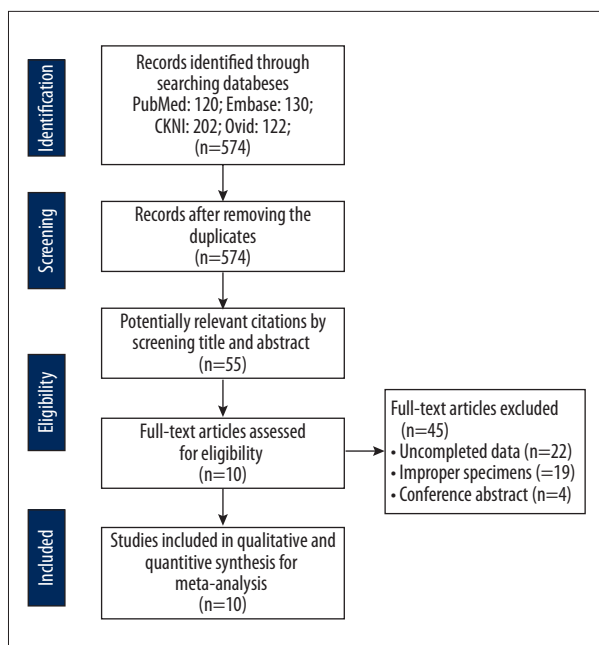 Identification
Records identified through
searching databeses
PubMed: 120; Embase: 130;
CKNI: 202; Ovid: 122;
(n=574)
Screening
Records after removing the
duplicates
(n=574)
Potentially relevant citations by
screening title and abstract
(n=55)
Eligibility
Full-text articles assessed
for eligibility
(n=10)
Full-text articles excluded
(n=45)
• Uncompleted data (n=22)
• Improper specimens (=19)
• Conference abstract (n=4)
Included
Studies included in qualitative and
quantitive synthesis for
meta-analysis
(n=10)